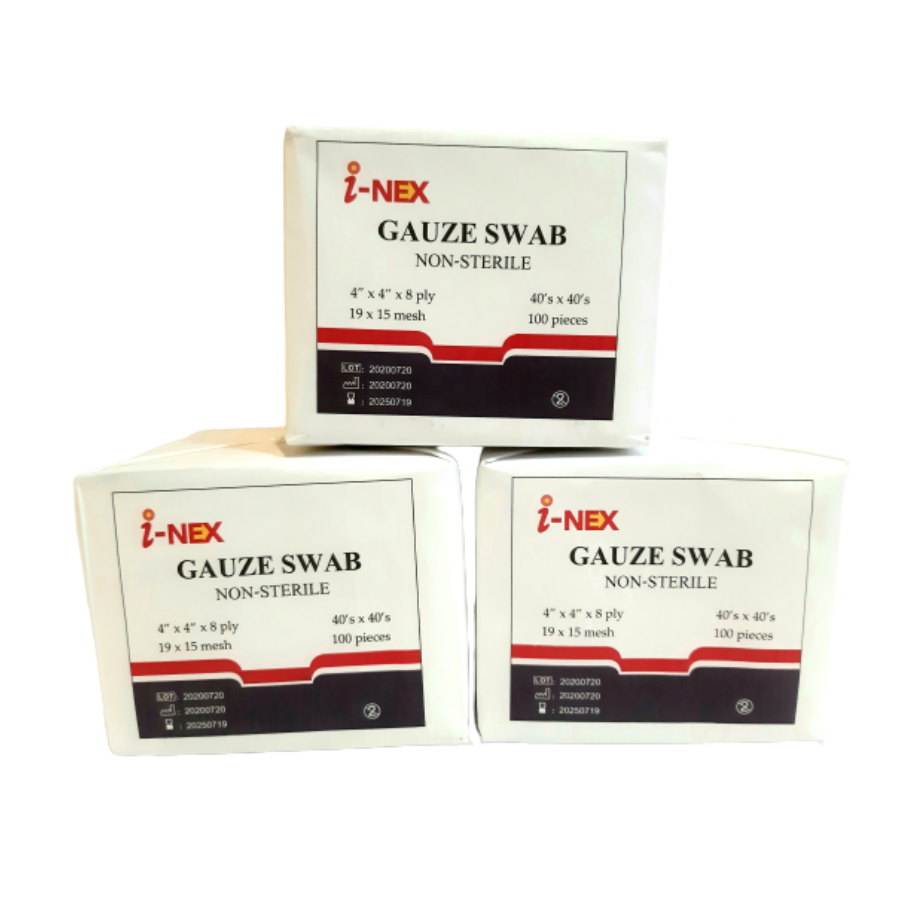 i-NEX
GAUZE SWAB
NON-STERILE
4" x 4" x 8 ply 40's x 40's
19 x 15 mesh 100 pieces
LOT: 20200720
: 20200720
: 20250719
2
i-NEX
GAUZE SWAB
NON-STERILE
4" x 4" x 8 ply 40's x 40's
19 x 15 mesh 100 pieces
LOT: 20200720
: 20200720
: 20250719
2
i-NEX
GAUZE SWAB
NON-STERILE
4" x 4" x 8 ply 40's x 40's
19 x 15 mesh 100 pieces
LOT: 20200720
: 20200720
: 20250719
2